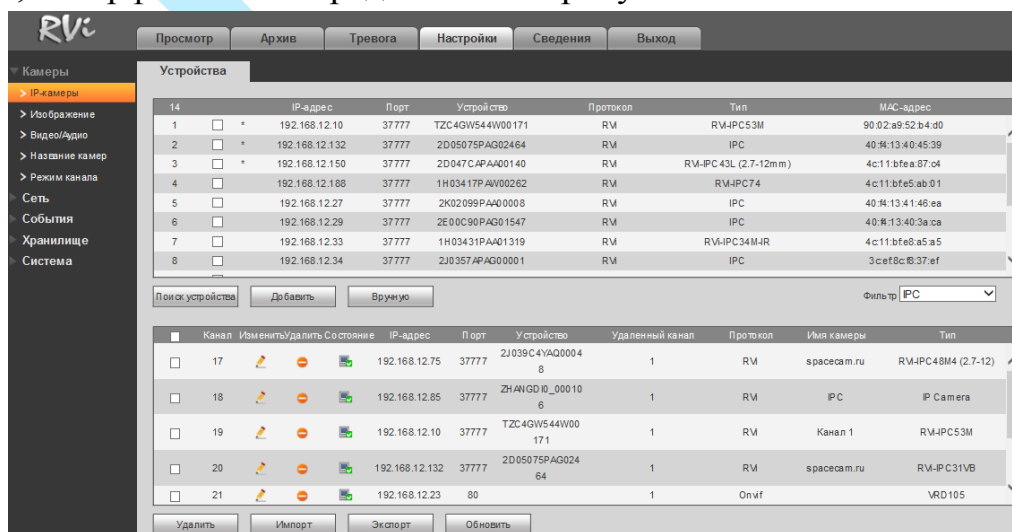 RVi
Просмотр Архив Тревога Настройки Сведения Выход
Камеры
> IP-камеры
> Изображение
> Видео/Аудио
> Название камер
> Режим канала
Сеть
События
Хранилище
Система
Устройства
14 IP-адрес Порт Устройство Протокол Тип MAC-адрес
1 * 192.168.12.10 37777 TZC4GW544W00171 RVi RVi-IPC53M 90:02:a9:52:b4:d0
2 * 192.168.12.132 37777 2D05075PAG02464 RVi IPC 40:f4:13:40:45:39
3 * 192.168.12.150 37777 2D047CAPAA00140 RVi RVi-IPC43L (2.7-12mm) 4c:11:bf:ea:87:c4
4 192.168.12.188 37777 1H03417PAW00262 RVi RVi-IPC74 4c:11:bf:e5:ab:01
5 192.168.12.27 37777 2K02099PAA00008 RVi IPC 40:f4:13:41:46:ea
6 192.168.12.29 37777 2E00C90PAG01547 RVi IPC 40:f4:13:40:3a:ca
7 192.168.12.33 37777 1H03431PAA01319 RVi RVi-IPC34M-IR 4c:11:bf:e8:a5:a5
8 192.168.12.34 37777 2J0357APAG00001 RVi IPC 3c:ef:8c:f8:37:ef
Поиск устройства Добавить Вручную Фильтр IPC
Канал Изменить Удалить Состояние IP-адрес Порт Устройство Удаленный канал Протокол Имя камеры Тип
17 192.168.12.75 37777 2J039C4YAQ0004
8 1 RVi spacecam.ru RVi-IPC48M4 (2.7-12)
18 192.168.12.85 37777 ZHANGDI0_00010
6 1 RVi IPC IP Camera
19 192.168.12.10 37777 TZC4GW544W00
171 1 RVi Канал 1 RVi-IPC53M
20 192.168.12.132 37777 2D05075PAG024
64 1 RVi spacecam.ru RVi-IPC31VB
21 192.168.12.23 80 1 Onvif VRD105
Удалить Импорт Экспорт Обновить